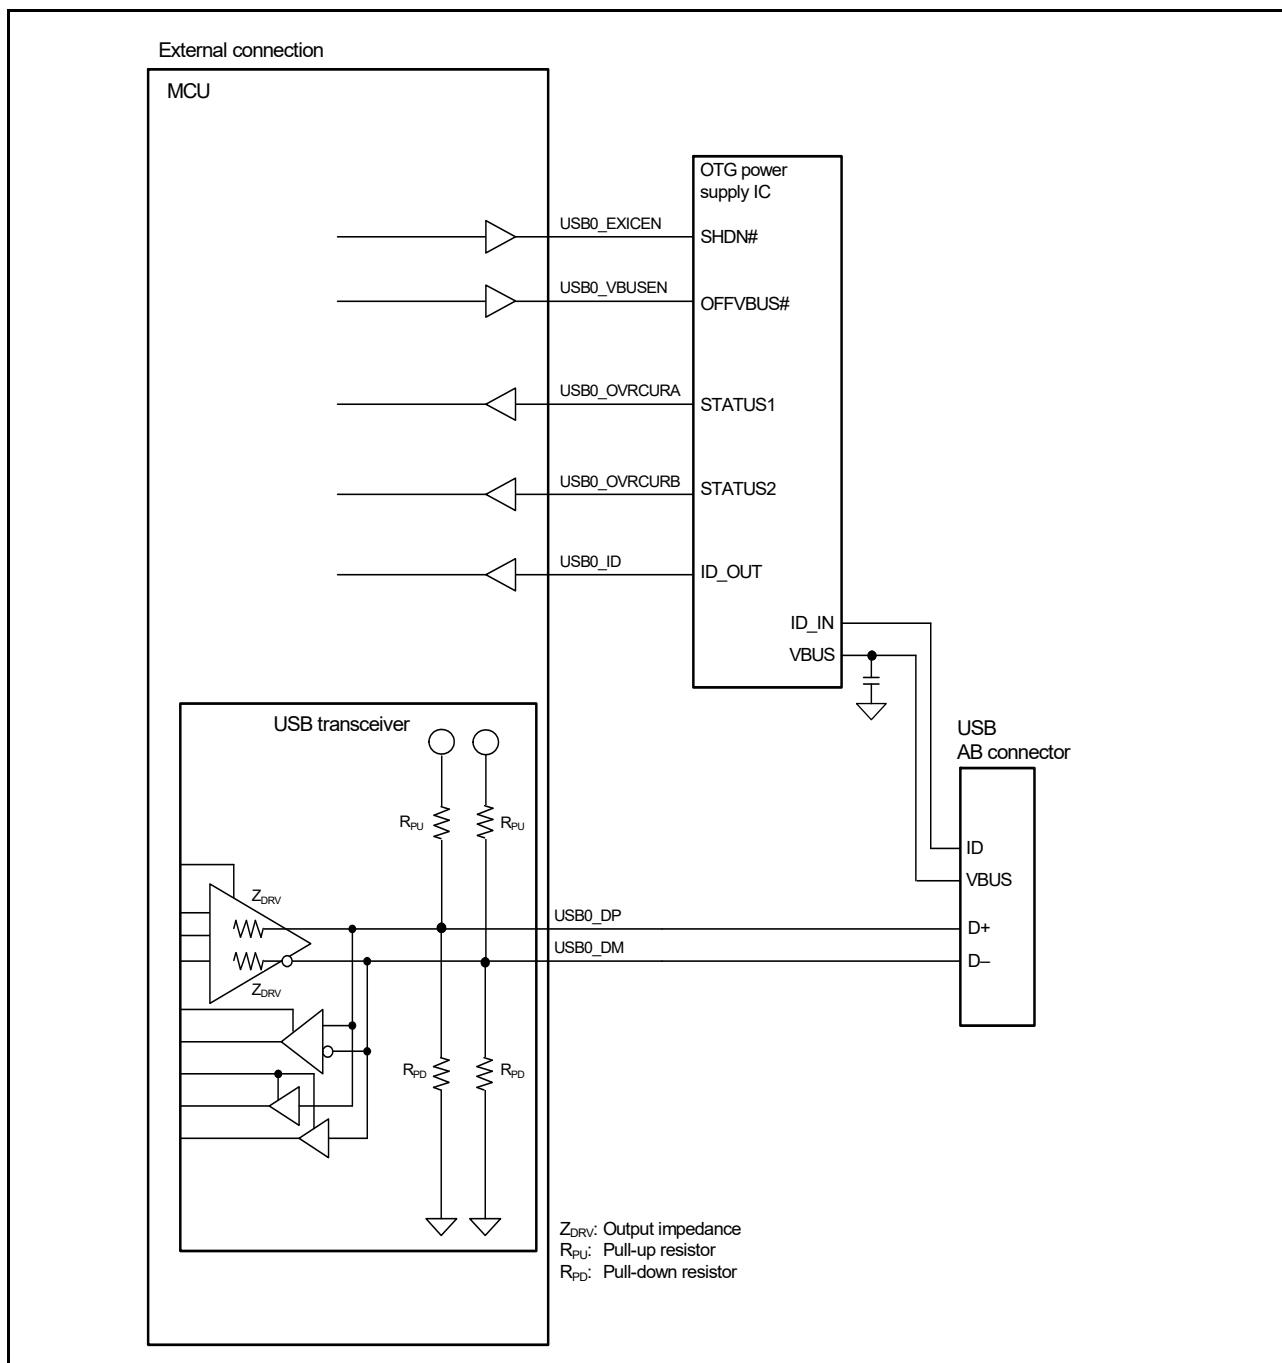 External connection
MCU
OTG power
supply IC
USB0_EXICEN
SHDN#
USB0_VBUSEN
OFFVBUS#
USB0_OVRCURA
STATUS1
USB0_OVRCURB
STATUS2
USB0_ID
ID_OUT
ID_IN
VBUS
USB transceiver
USB
AB connector
RPU
RPU
ID
VBUS
ZDRV
USB0_DP
D+
USB0_DM
D–
ZDRV
RPD
RPD
ZDRV: Output impedance
RPU: Pull-up resistor
RPD: Pull-down resistor